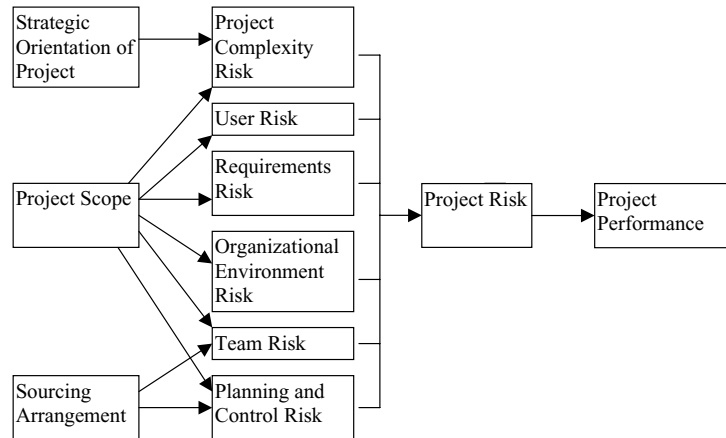 Strategic
Orientation of
Project
Project
Complexity
Risk
User Risk
Requirements
Risk
Project Scope
Project Risk
Project
Performance
Organizational
Environment
Risk
Team Risk
Sourcing
Arrangement
Planning and
Control Risk